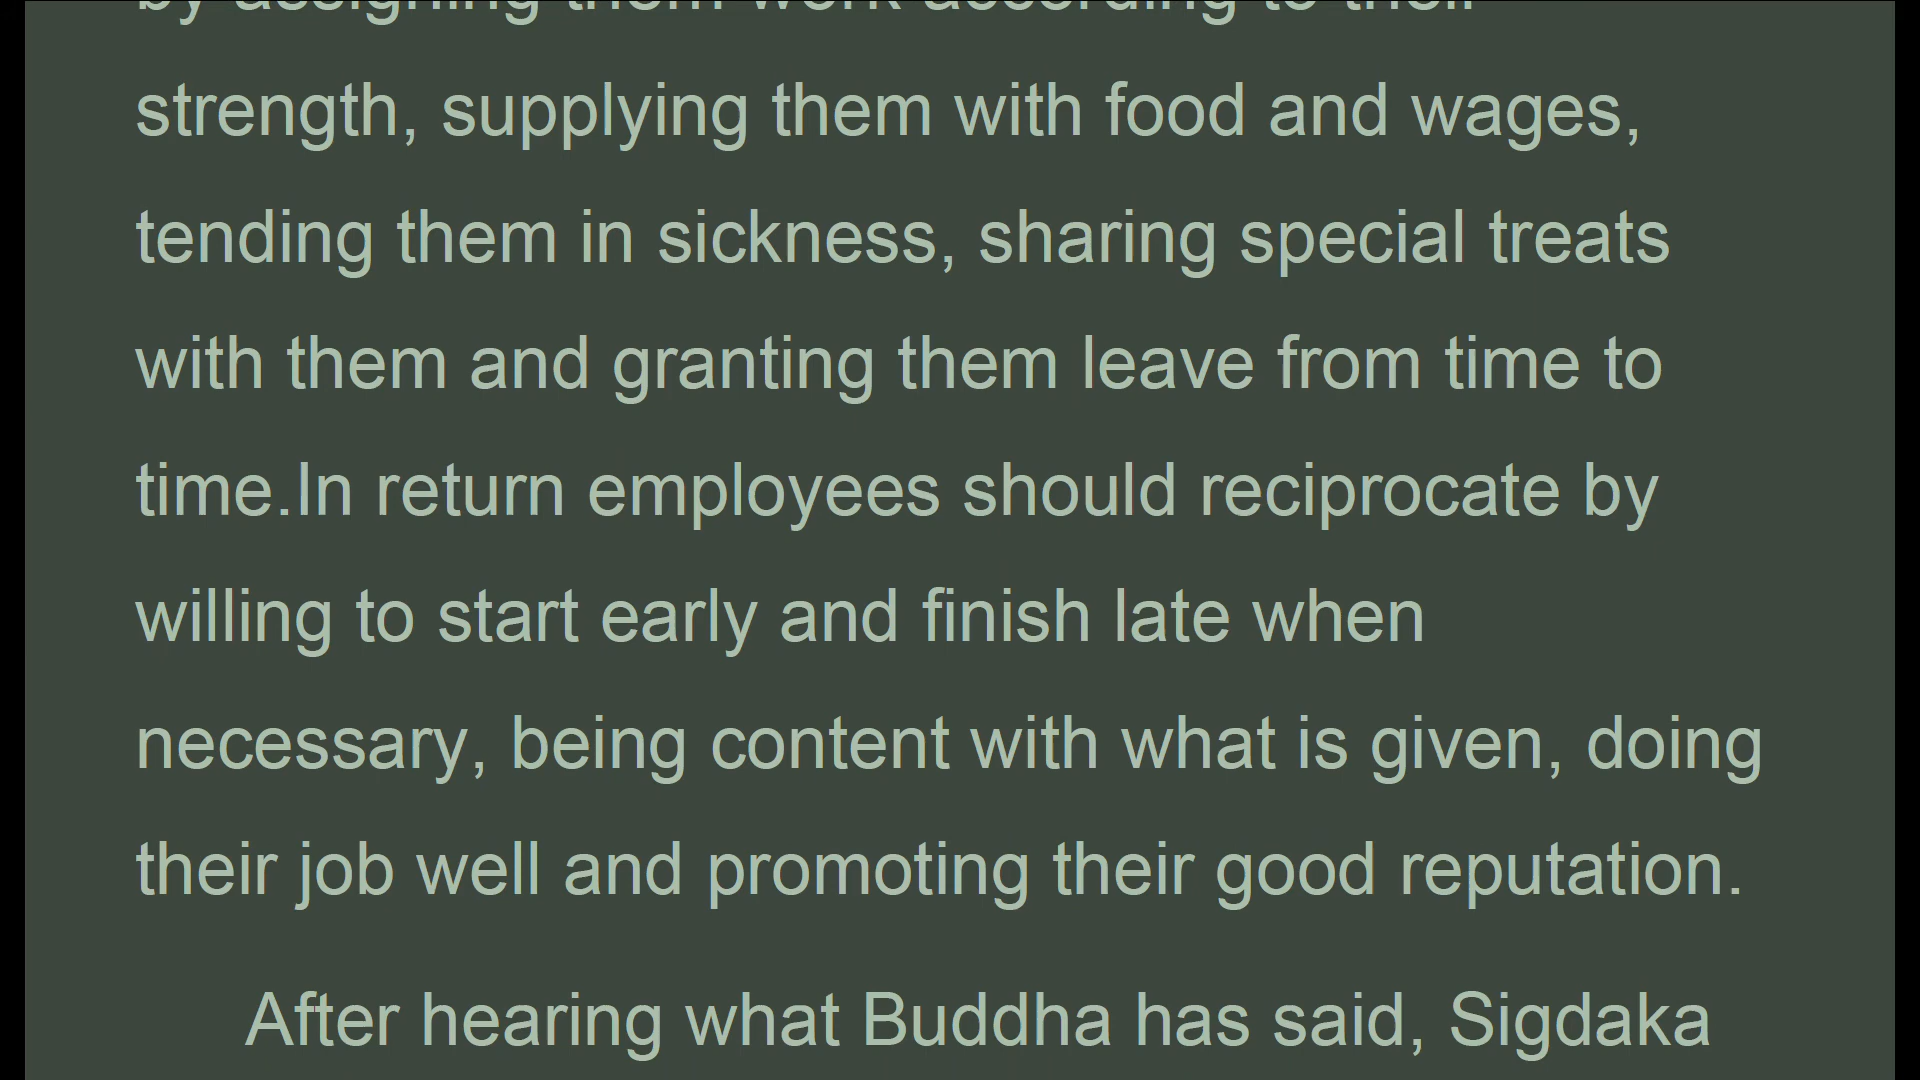 by assigning them work according to their
strength, supplying them with food and wages,
tending them in sickness, sharing special treats
with them and granting them leave from time to
time.In return employees should reciprocate by
willing to start early and finish late when
necessary, being content with what is given, doing
their job well and promoting their good reputation.
After hearing what Buddha has said, Sigdaka